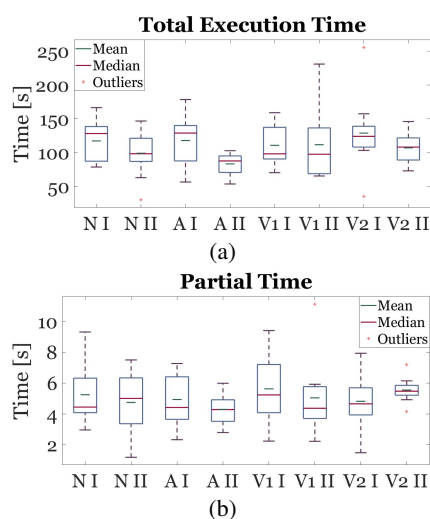 Total Execution Time
Time [s]
250
200
150
100
50
Mean
Median
Outliers
N I N II A I A II V1 I V1 II V2 I V2 II
(a)
Partial Time
Time [s]
10
8
6
4
2
Mean
Median
Outliers
N I N II A I A II V1 I V1 II V2 I V2 II
(b)